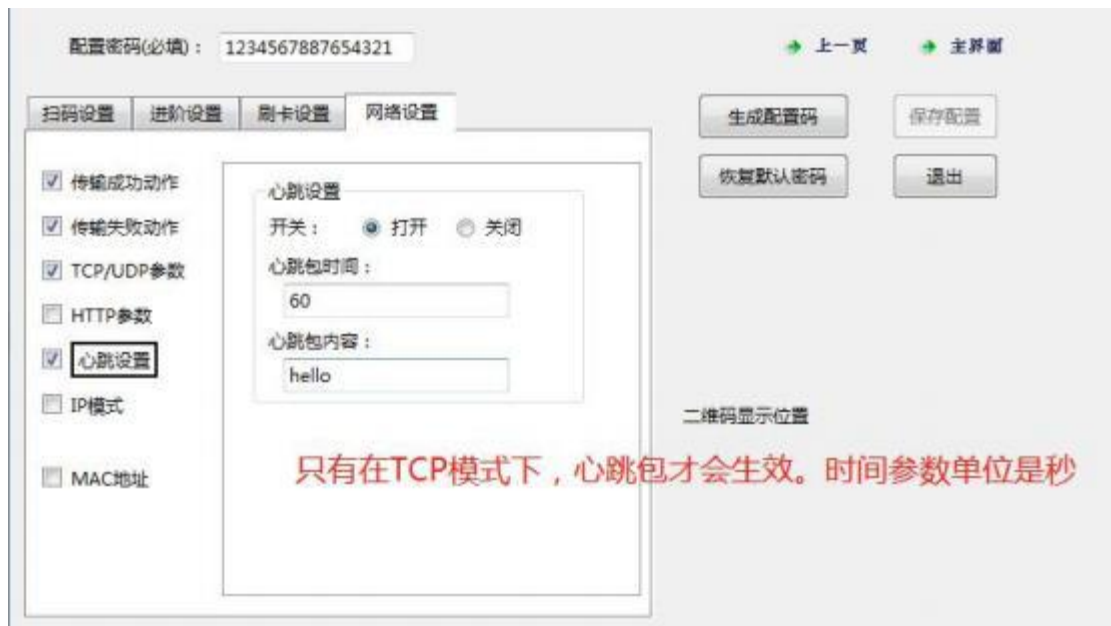 配置密码(必填)： 1234567887654321
上一页 主界面
扫码设置 进阶设置 刷卡设置 网络设置
生成配置码 保存配置
恢复默认密码 退出
传输成功动作
传输失败动作
TCP/UDP参数
HTTP参数
心跳设置
IP模式
MAC地址
心跳设置
开关： 打开 关闭
心跳包时间：
60
心跳包内容：
hello
二维码显示位置
只有在TCP模式下，心跳包才会生效。时间参数单位是秒